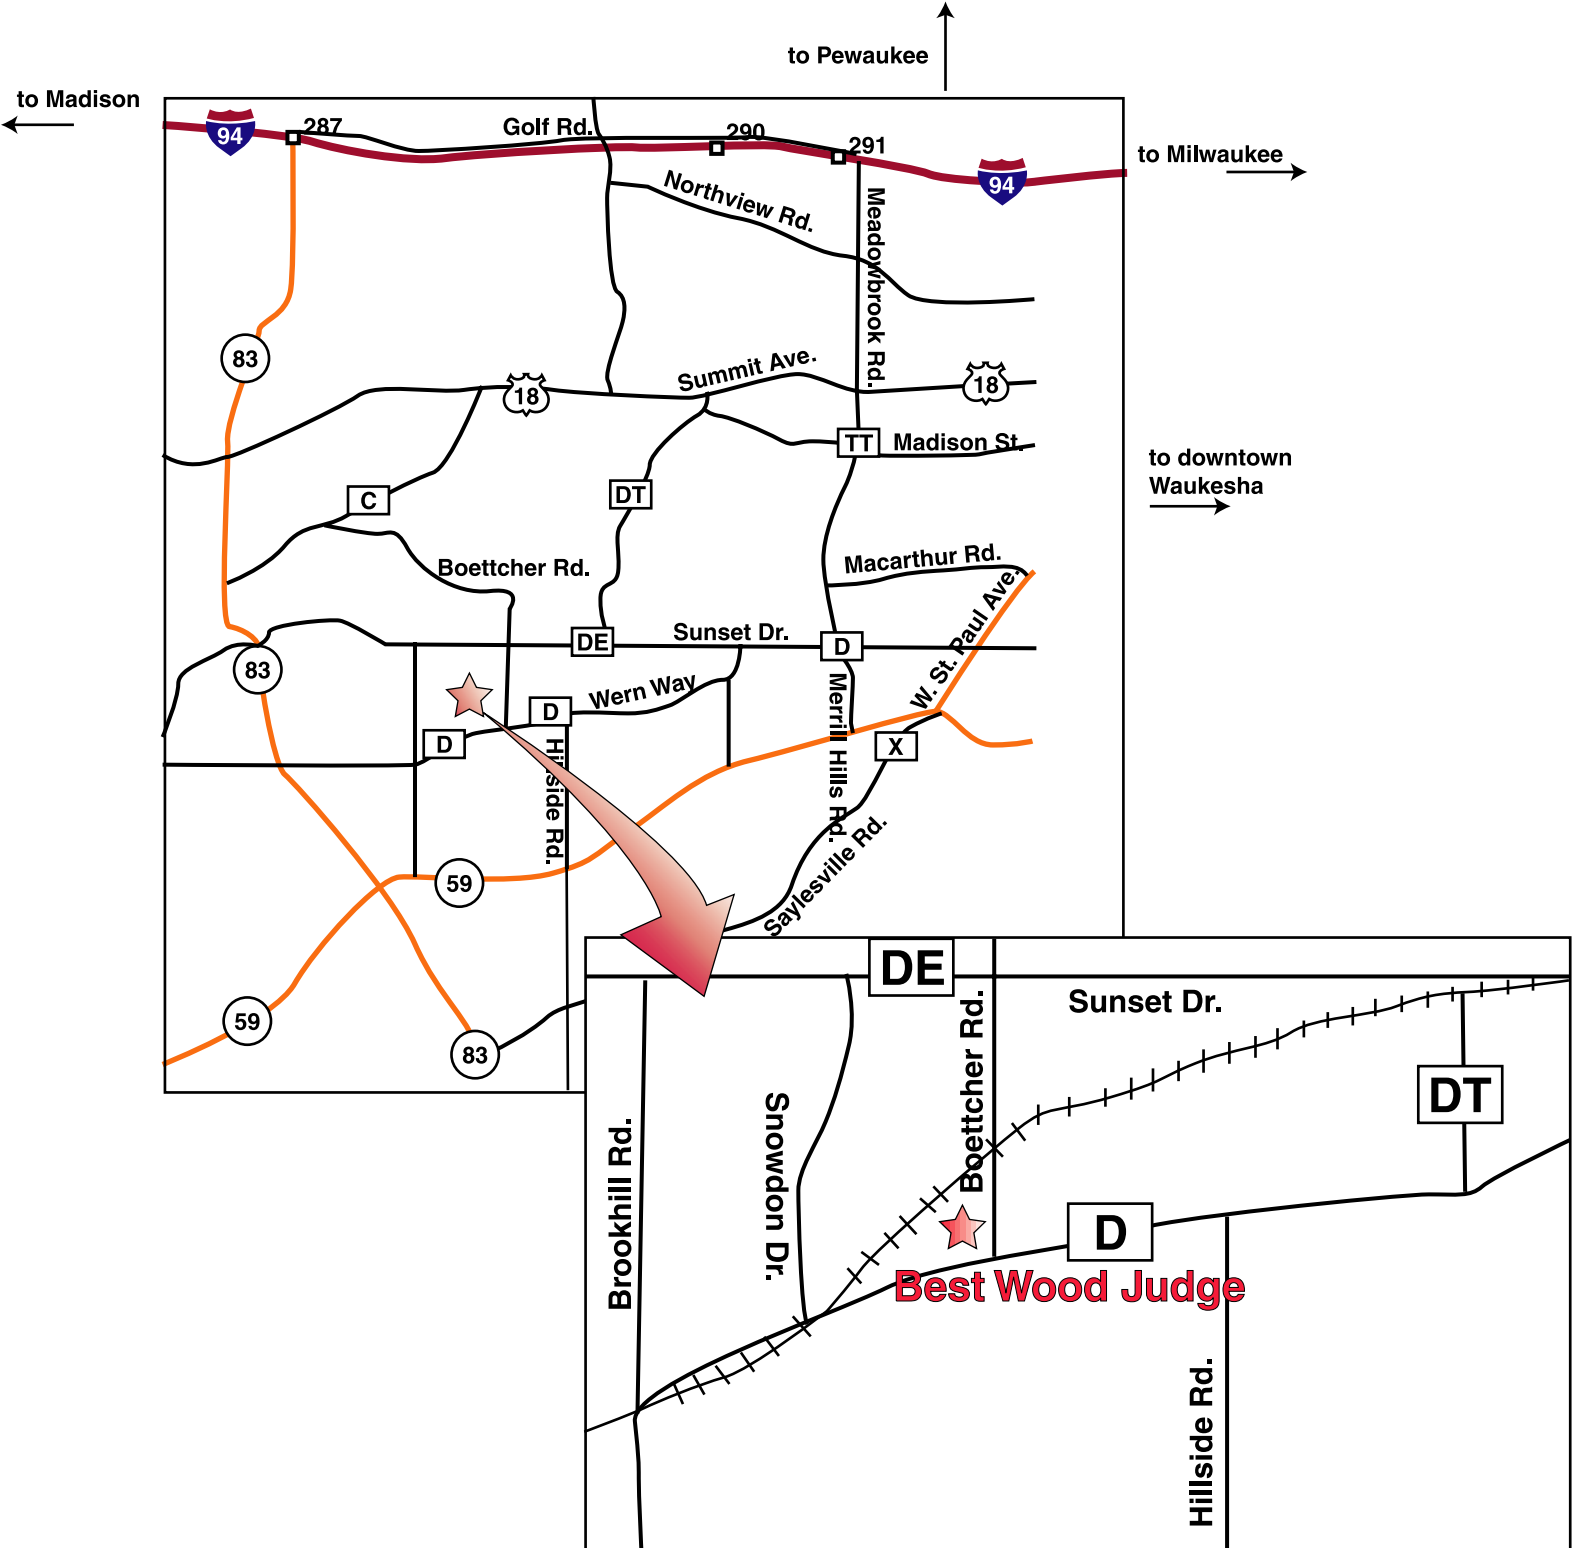 to Pewaukee
to Madison
94
287
Golf Rd.
290
291
to Milwaukee
94
Northview Rd.
Meadowbrook Rd.
83
Summit Ave.
18
18
TT
Madison St.
to downtown
Waukesha
C
DT
Boettcher Rd.
Macarthur Rd.
W. St. Paul Ave.
DE
Sunset Dr.
D
83
Wern Way
D
D
Merrill Hills Rd.
X
Hillside Rd.
Saylesville Rd.
59
59
83
DE
Sunset Dr.
Boettcher Rd.
DT
Snowdon Dr.
Brookhill Rd.
D
Best Wood Judge
Hillside Rd.